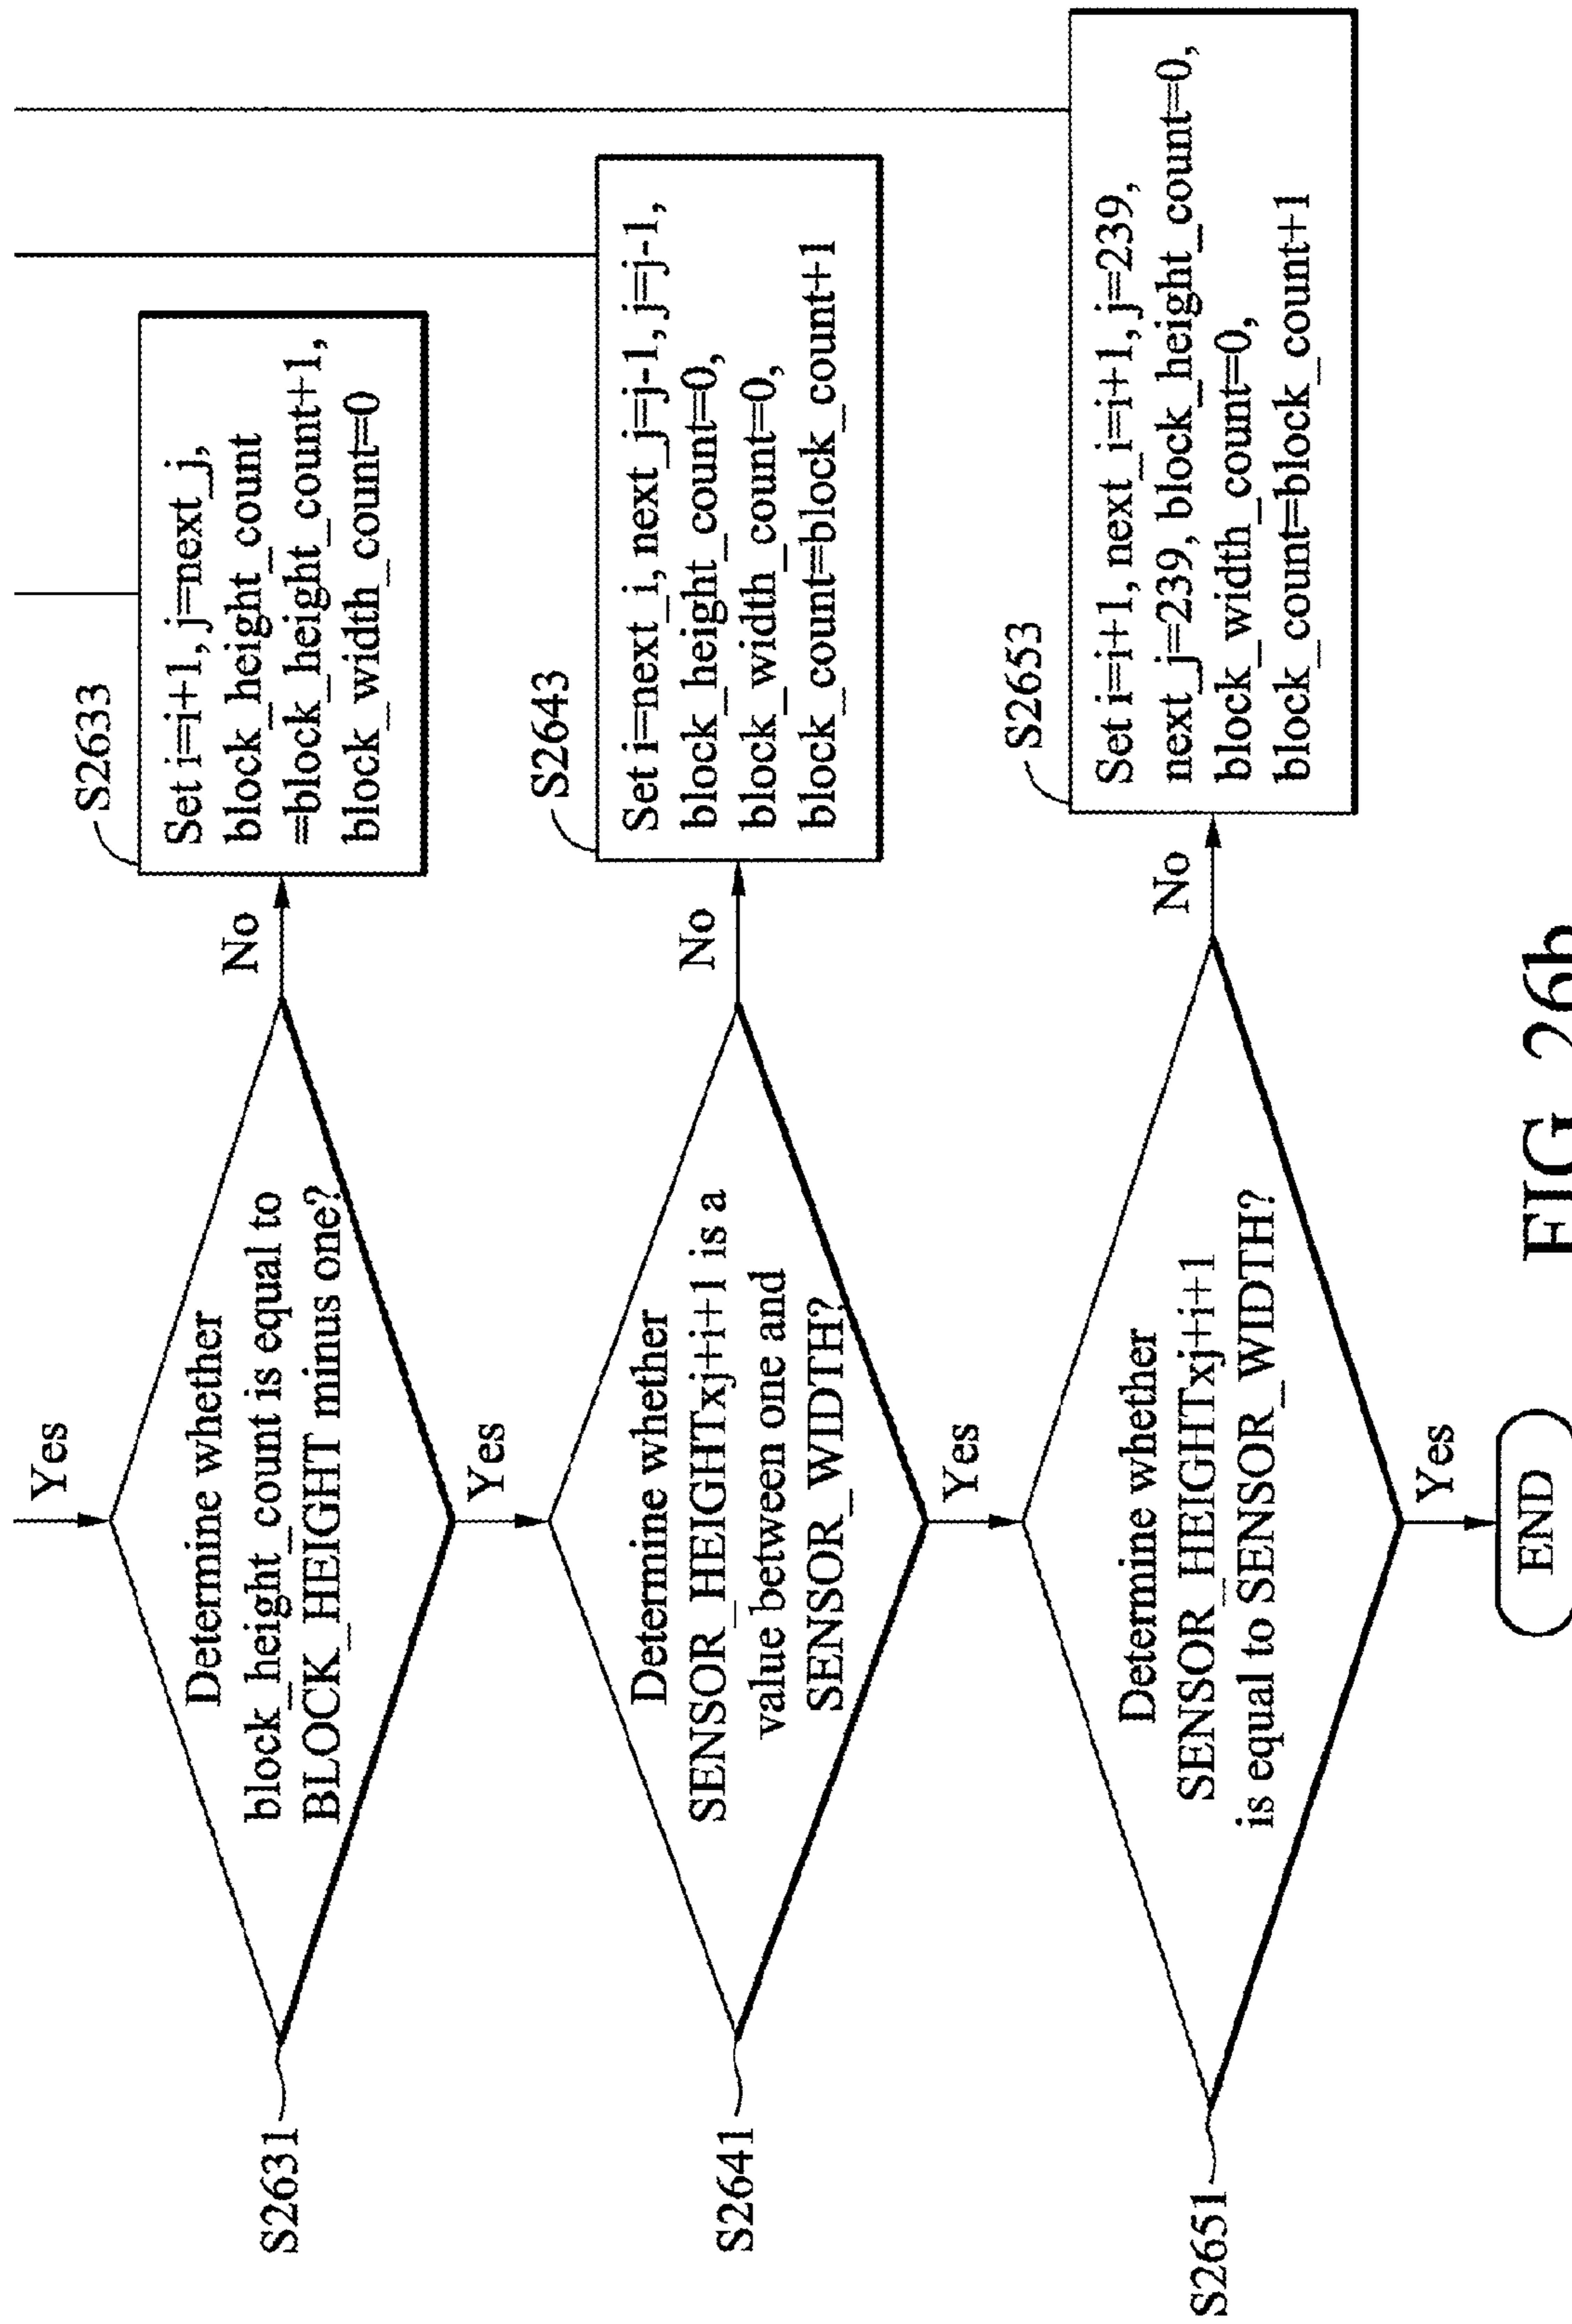 Yes
S2631
Determine whether
block_height_count is equal to
BLOCK_HEIGHT minus one?
No
S2633
Set i=i+1, j=next_j,
block_height_count
=block_height_count+1,
block_width_count=0
Yes
S2641
Determine whether
SENSOR_HEIGHTxj+i+1 is a
value between one and
SENSOR_WIDTH?
No
S2643
Set i=next_i, next_j=j-1, j=j-1,
block_height_count=0,
block_width_count=0,
block_count=block_count+1
Yes
S2651
Determine whether
SENSOR_HEIGHTxj+i+1
is equal to SENSOR_WIDTH?
No
S2653
Set i=i+1, next_i=i+1, j=239,
next_j=239, block_height_count=0,
block_width_count=0,
block_count=block_count+1
Yes
END
FIG. 26b